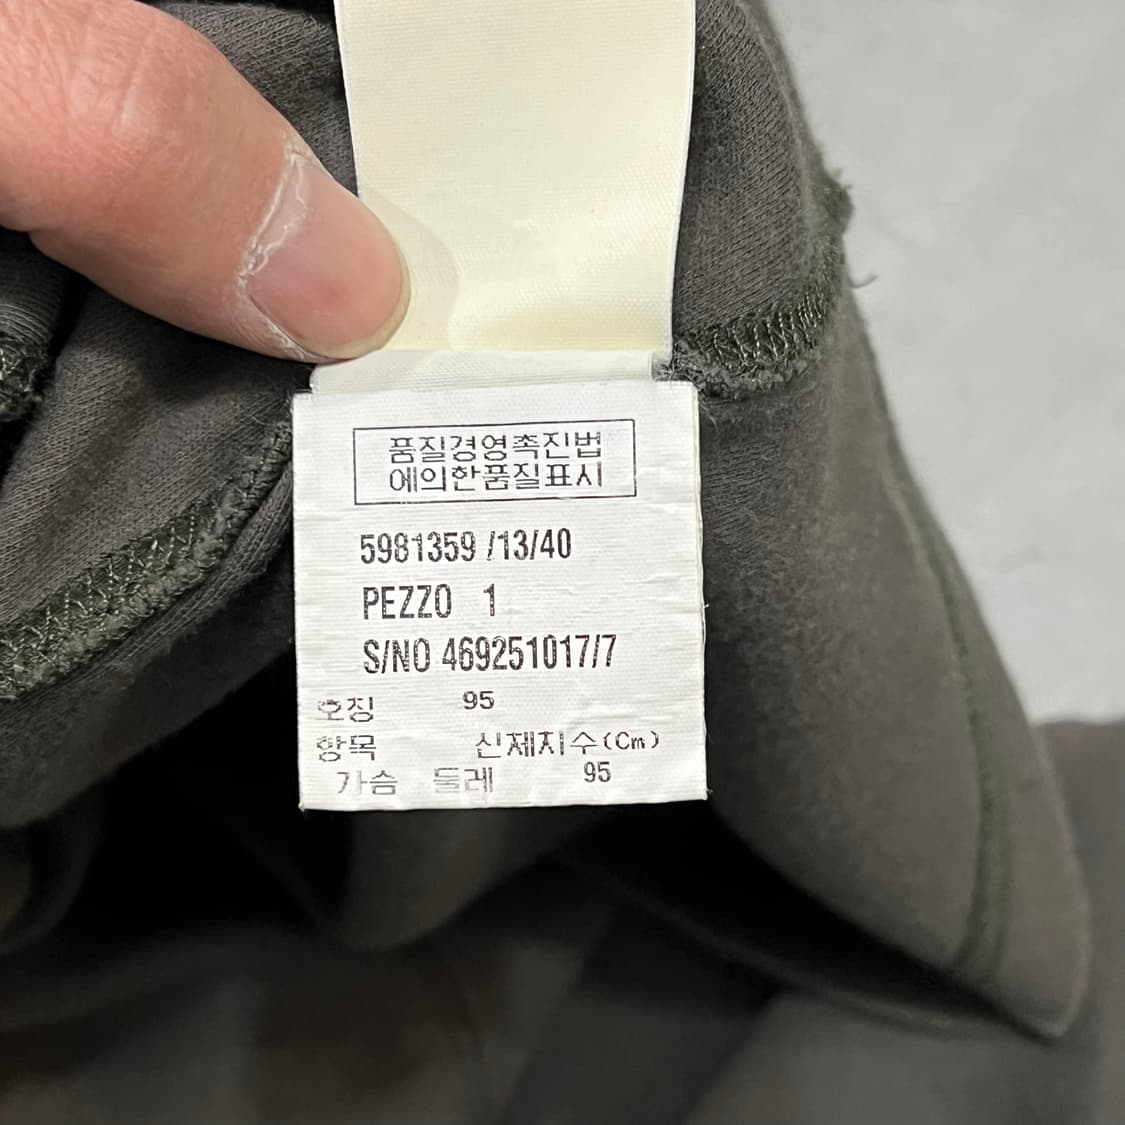 품질경영촉진법
에의한품질표시
5981359 /13/40
PEZZO 1
S/NO 469251017/7
호칭 95
항목 신체치수(Cm)
가슴 둘레 95